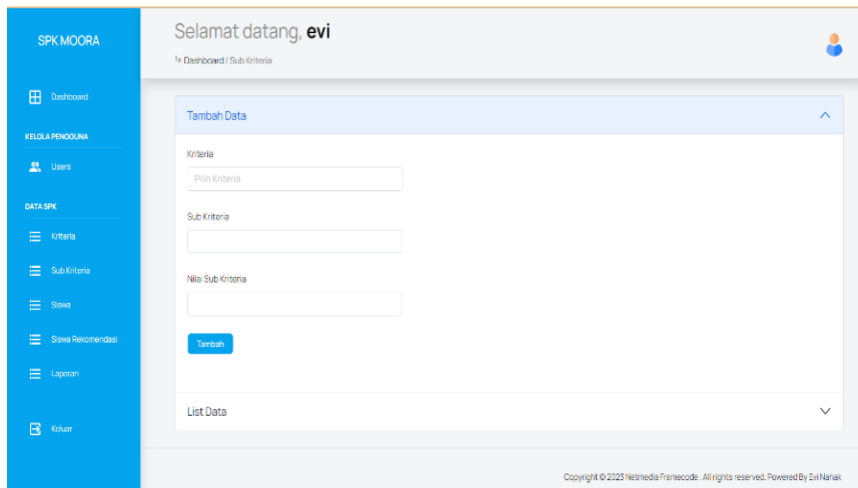 SPK MOORA
Dashboard
KELOLA PENGGUNA
Users
DATA SPK
Kriteria
Sub Kriteria
Siswa
Siswa Rekomendasi
Laporan
Keluar
Selamat datang, evi
Dashboard / Sub Kriteria
Tambah Data
Kriteria
Pilih Kriteria
Sub Kriteria
Nilai Sub Kriteria
Tambah
List Data
Copyright © 2023 Netmedia Framecode . All rights reserved. Powered By Evi Nahak